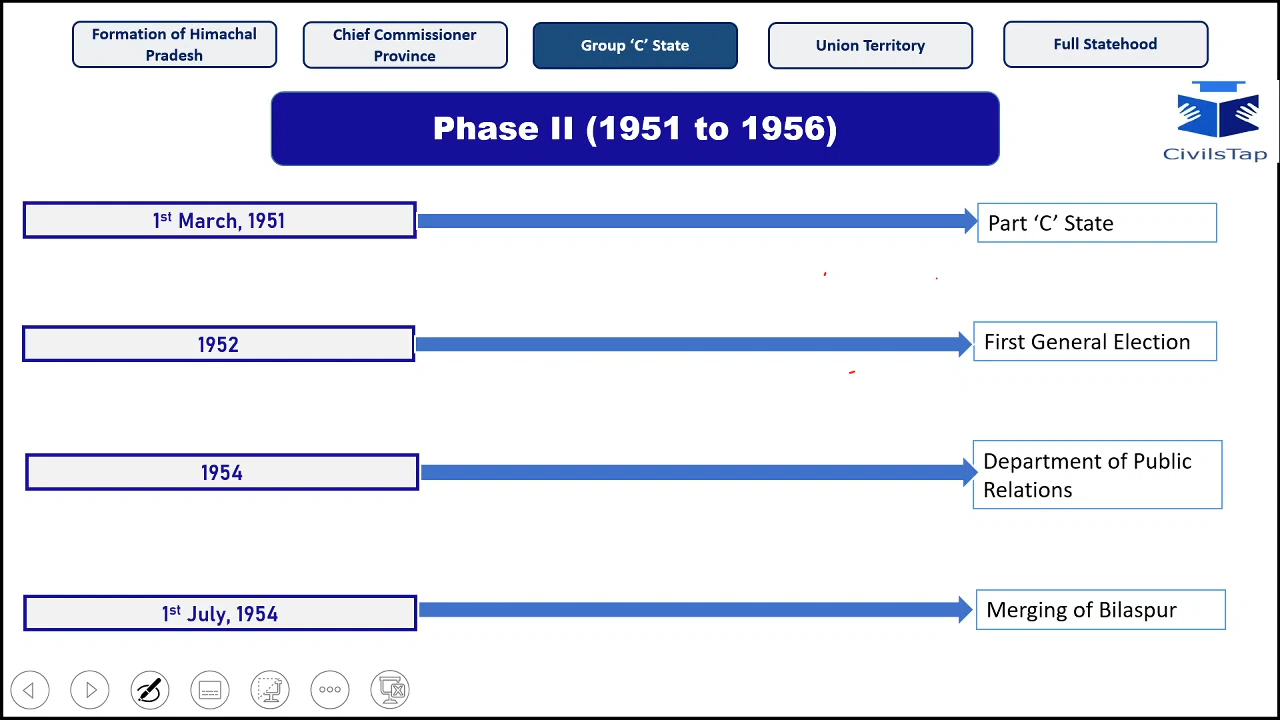 Formation of Himachal
Pradesh
Chief Commissioner
Province
Group ‘C’ State
Union Territory
Full Statehood
Phase II (1951 to 1956)
CivilsTap
1st March, 1951
Part ‘C’ State
1952
First General Election
1954
Department of Public
Relations
1st July, 1954
Merging of Bilaspur